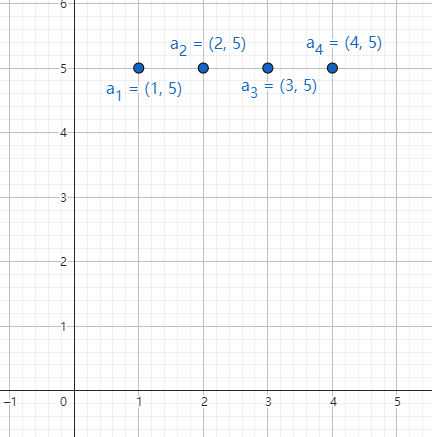 6
a₂ = (2, 5)
a₄ = (4, 5)
5
a₁ = (1, 5)
a₃ = (3, 5)
4
3
2
1
−1 0 1 2 3 4 5